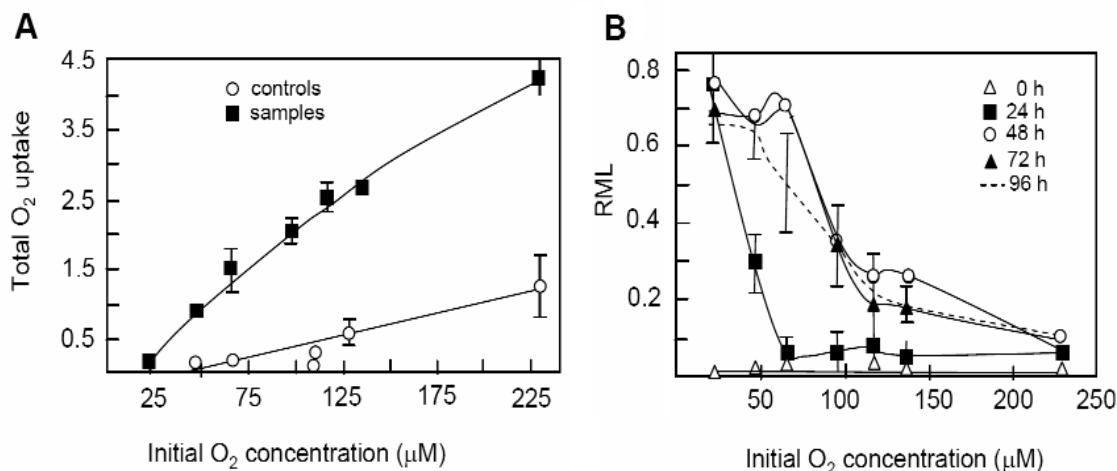 A
Total O2 uptake
4.5
3.5
2.5
1.5
0.5
controls
samples
25 75 125 175 225
Initial O2 concentration (μM)
B
RML
0.8
0.6
0.4
0.2
0
0 h
24 h
48 h
72 h
96 h
50 100 150 200 250
Initial O2 concentration (μM)